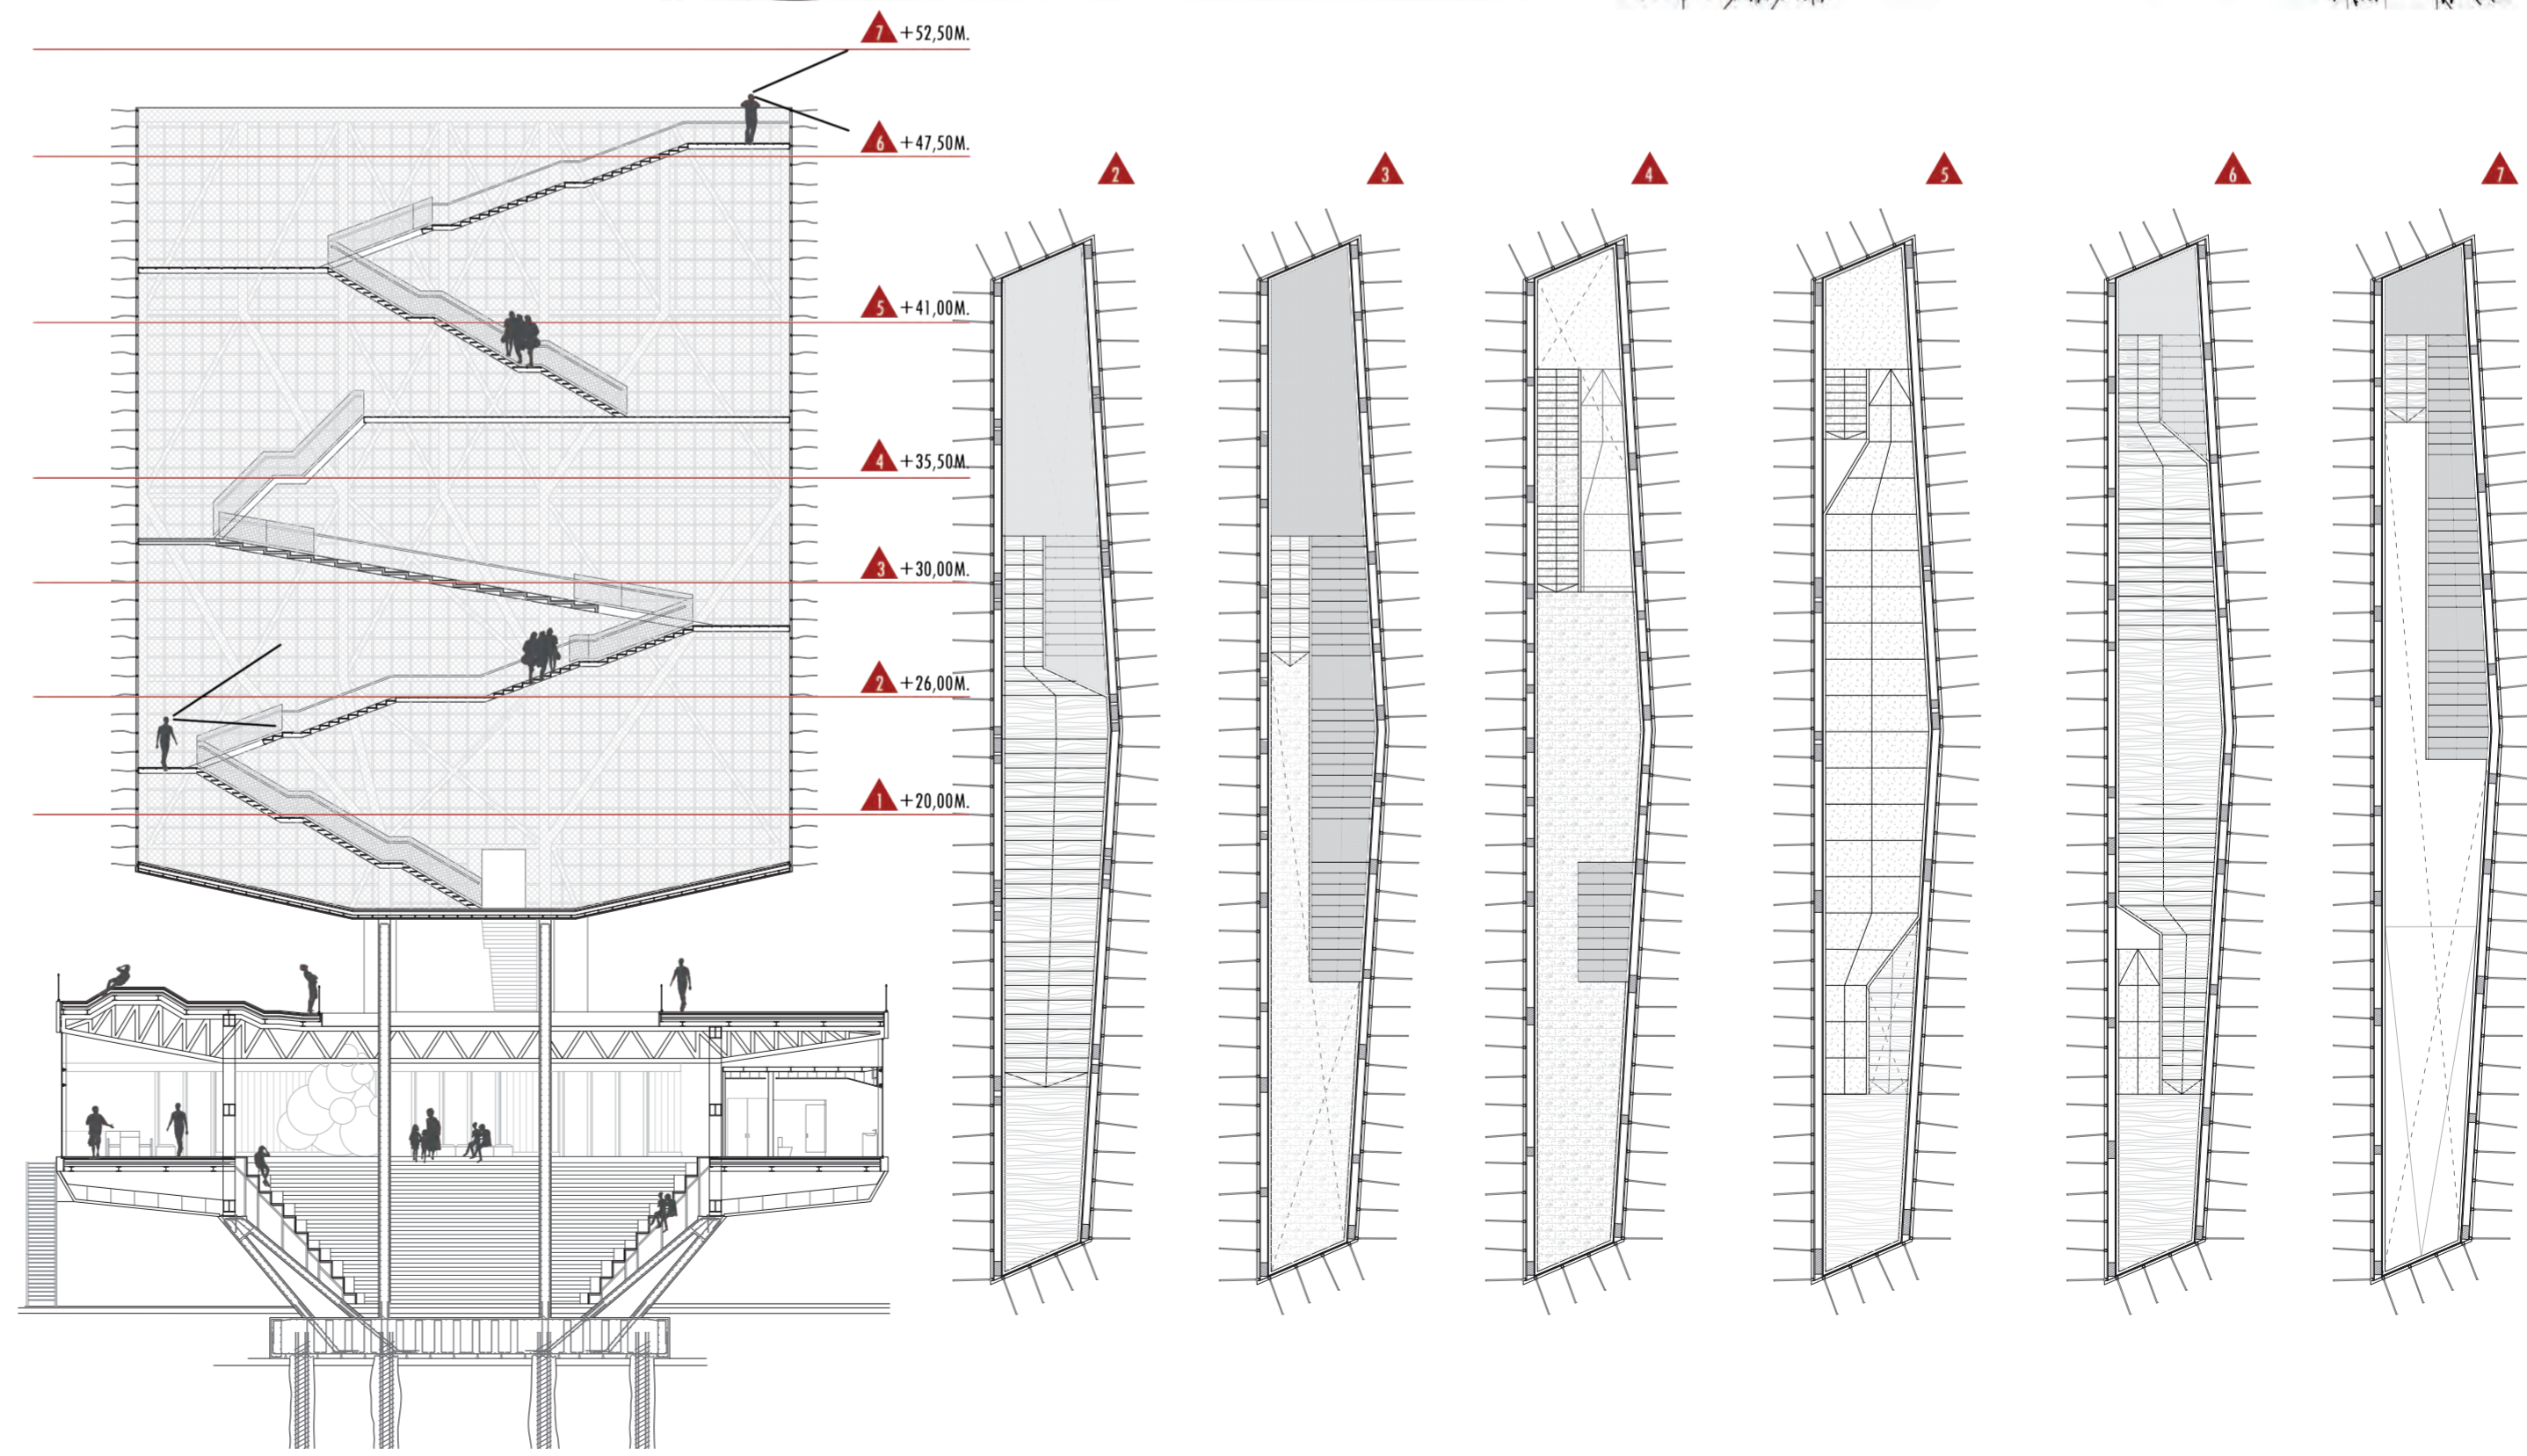 7 +52,50M.
6 +47,50M.
5 +41,00M.
4 +35,50M.
3 +30,00M.
2 +26,00M.
1 +20,00M.
2 3 4 5 6 7